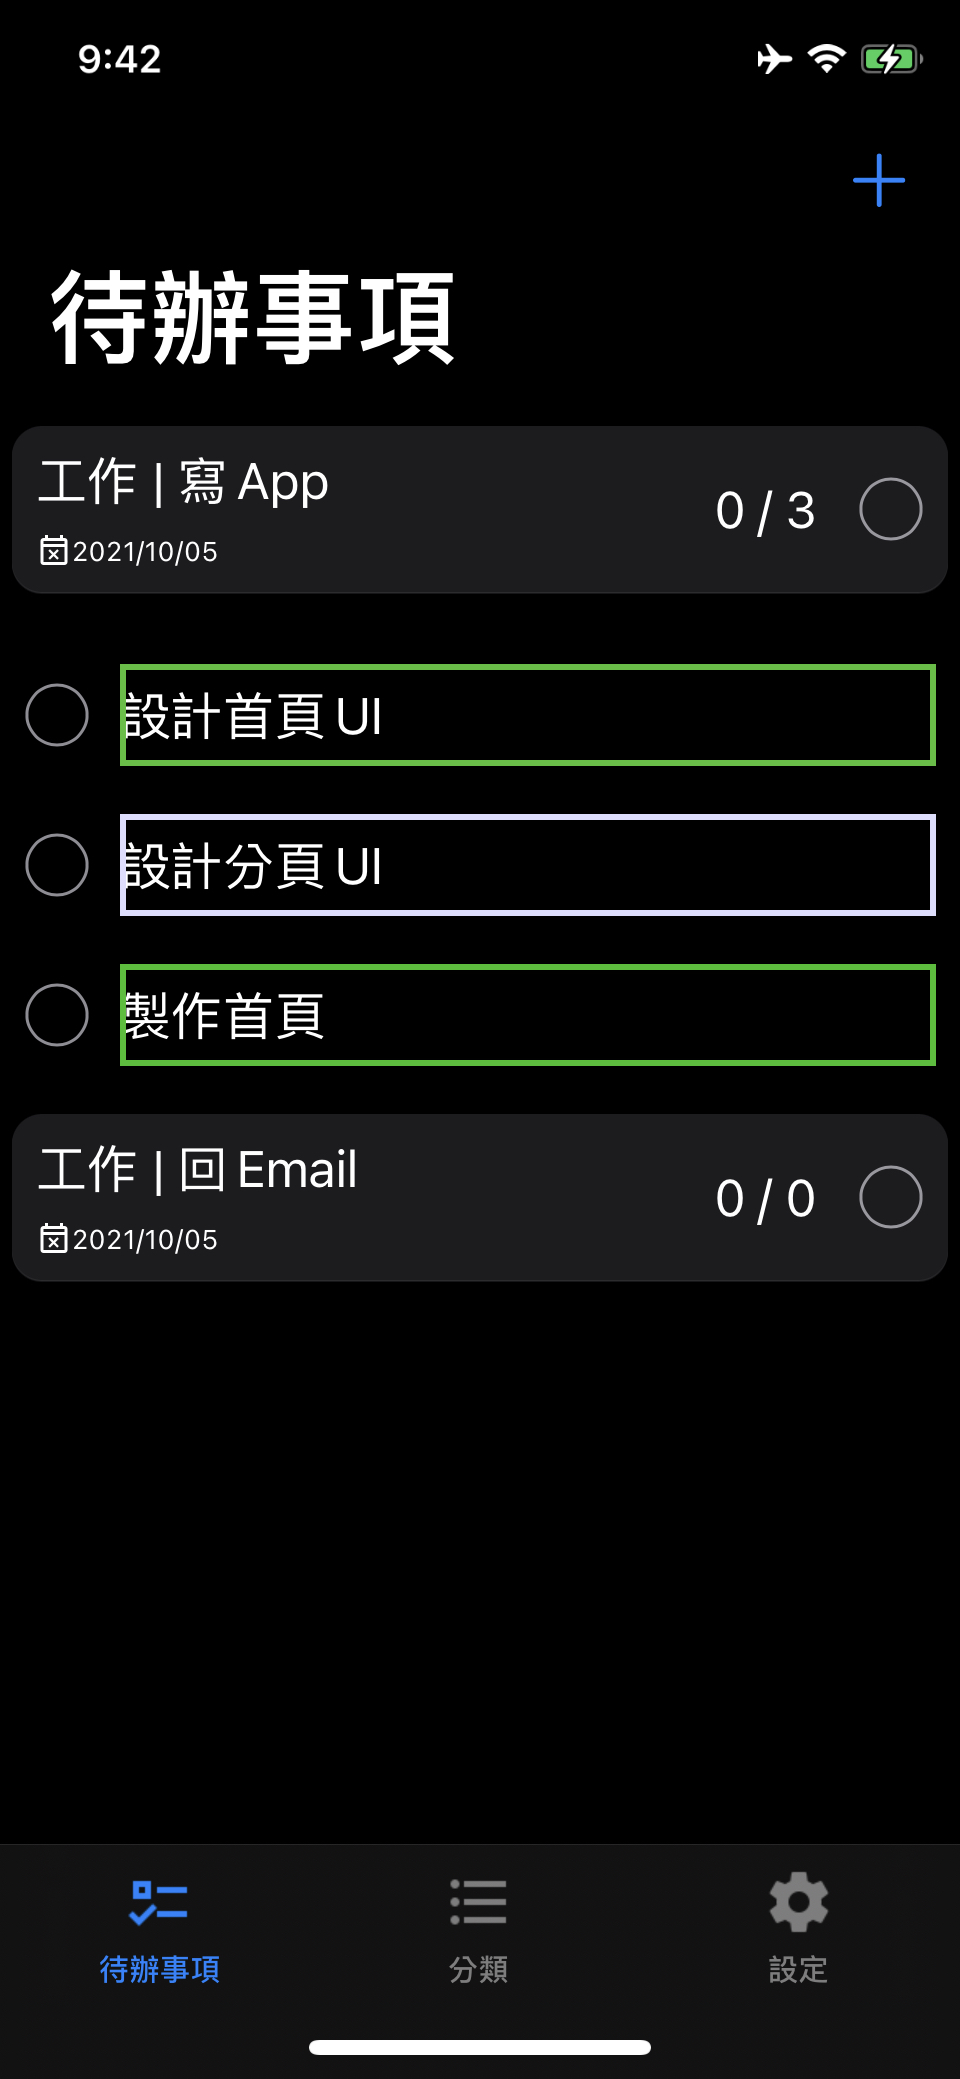 9:42
待辦事項
工作 | 寫 App
2021/10/05
0 / 3
設計首頁 UI
設計分頁 UI
製作首頁
工作 | 回 Email
2021/10/05
0 / 0
待辦事項
分類
設定